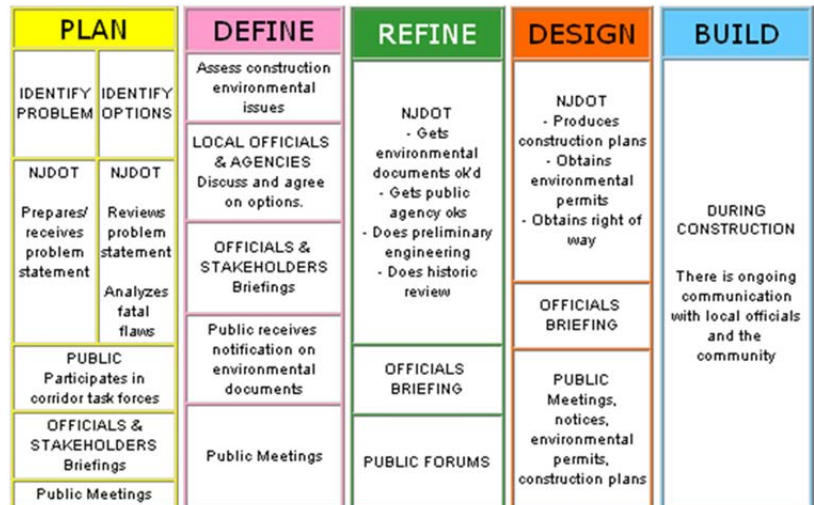 PLAN
IDENTIFY
PROBLEM
IDENTIFY
OPTIONS
NJDOT
Prepares/
receives
problem
statement
NJDOT
Reviews
problem
statement
Analyzes
fatal
flaws
PUBLIC
Participates in
corridor task forces
OFFICIALS &
STAKEHOLDERS
Briefings
Public Meetings
DEFINE
Assess construction
environmental
issues
LOCAL OFFICIALS
& AGENCIES
Discuss and agree
on options.
OFFICIALS &
STAKEHOLDERS
Briefings
Public receives
notification on
environmental
documents
Public Meetings
REFINE
NJDOT
- Gets
environmental
documents ok'd
- Gets public
agency oks
- Does preliminary
engineering
- Does historic
review
OFFICIALS
BRIEFING
PUBLIC FORUMS
DESIGN
NJDOT
- Produces
construction plans
- Obtains
environmental
permits
- Obtains right of
way
OFFICIALS
BRIEFING
PUBLIC
Meetings,
notices,
environmental
permits,
construction plans
BUILD
DURING
CONSTRUCTION
There is ongoing
communication
with local officials
and the
community